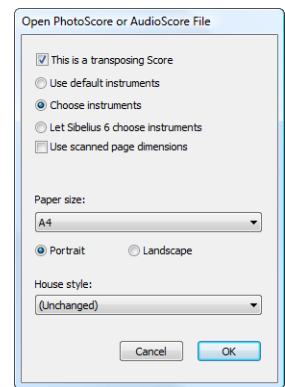 Open PhotoScore or AudioScore File
This is a transposing Score
Use default instruments
Choose instruments
Let Sibelius 6 choose instruments
Use scanned page dimensions
Paper size:
A4
Portrait Landscape
House style:
(Unchanged)
Cancel OK